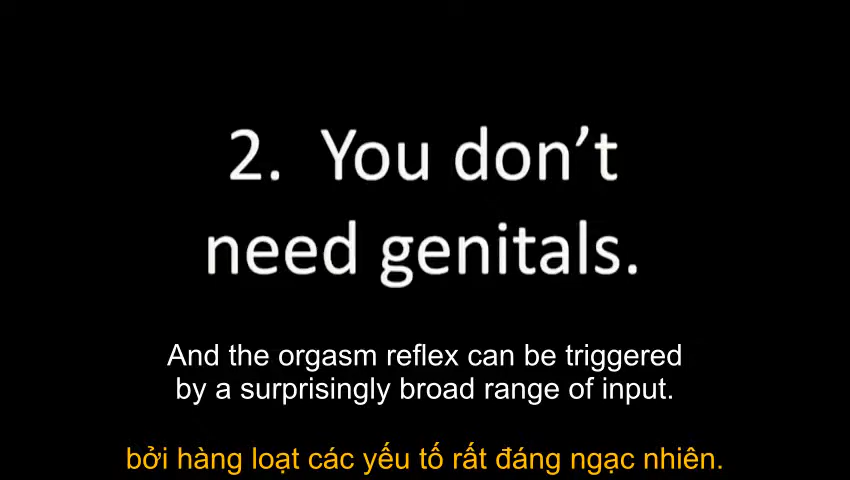 2. You don’t
need genitals.
And the orgasm reflex can be triggered
by a surprisingly broad range of input.
bởi hàng loạt các yếu tố rất đáng ngạc nhiên.